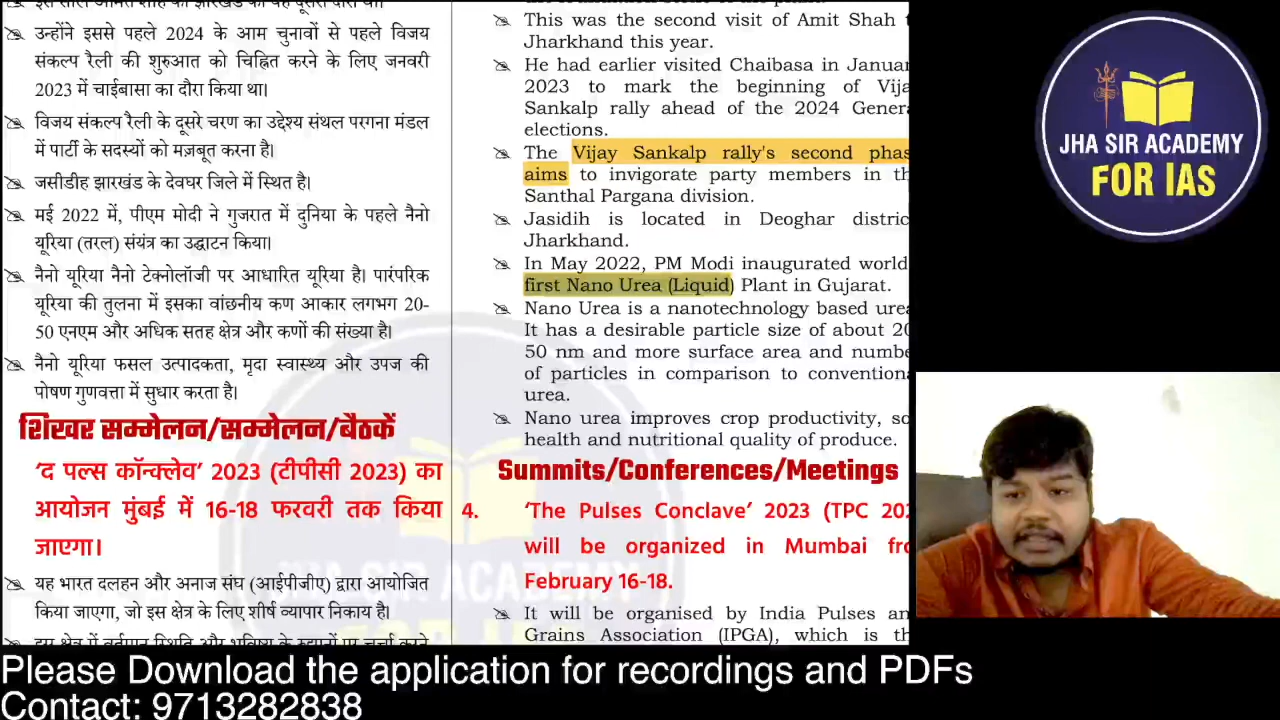 उन्होंने इससे पहले 2024 के आम चुनावों से पहले विजय
संकल्प रैली की शुरुआत को चिह्नित करने के लिए जनवरी
2023 में चाईबासा का दौरा किया था।
विजय संकल्प रैली के दूसरे चरण का उद्देश्य संथल परगना मंडल
में पार्टी के सदस्यों को मज़बूत करना है।
जसीडीह झारखंड के देवघर जिले में स्थित है।
मई 2022 में, पीएम मोदी ने गुजरात में दुनिया के पहले नैनो
यूरिया (तरल) संयंत्र का उद्घाटन किया।
नैनो यूरिया नैनो टेक्नोलॉजी पर आधारित यूरिया है। पारंपरिक
यूरिया की तुलना में इसका वांछनीय कण आकार लगभग 20-
50 एनएम और अधिक सतह क्षेत्र और कणों की संख्या है।
नैनो यूरिया फसल उत्पादकता, मृदा स्वास्थ्य और उपज की
पोषण गुणवत्ता में सुधार करता है।
शिखर सम्मेलन/सम्मेलन/बैठकें
‘द पल्स कॉन्क्लेव’ 2023 (टीपीसी 2023) का
आयोजन मुंबई में 16-18 फरवरी तक किया
जाएगा।
यह भारत दलहन और अनाज संघ (आईपीजीए) द्वारा आयोजित
किया जाएगा, जो इस क्षेत्र के लिए शीर्ष व्यापार निकाय है।
This was the second visit of Amit Shah
Jharkhand this year.
He had earlier visited Chaibasa in Januar
2023 to mark the beginning of Vija
Sankalp rally ahead of the 2024 Genera
elections.
The Vijay Sankalp rally's second phas
aims to invigorate party members in th
Santhal Pargana division.
Jasidih is located in Deoghar distric
Jharkhand.
In May 2022, PM Modi inaugurated world
first Nano Urea (Liquid) Plant in Gujarat.
Nano Urea is a nanotechnology based urea
It has a desirable particle size of about 20
50 nm and more surface area and numbe
of particles in comparison to conventiona
urea.
Nano urea improves crop productivity, so
health and nutritional quality of produce.
Summits/Conferences/Meetings
4. ‘The Pulses Conclave’ 2023 (TPC 202
will be organized in Mumbai fro
February 16-18.
It will be organised by India Pulses an
Grains Association (IPGA), which is th
JHA SIR ACADEMY
FOR IAS
Please Download the application for recordings and PDFs
Contact: 9713282838